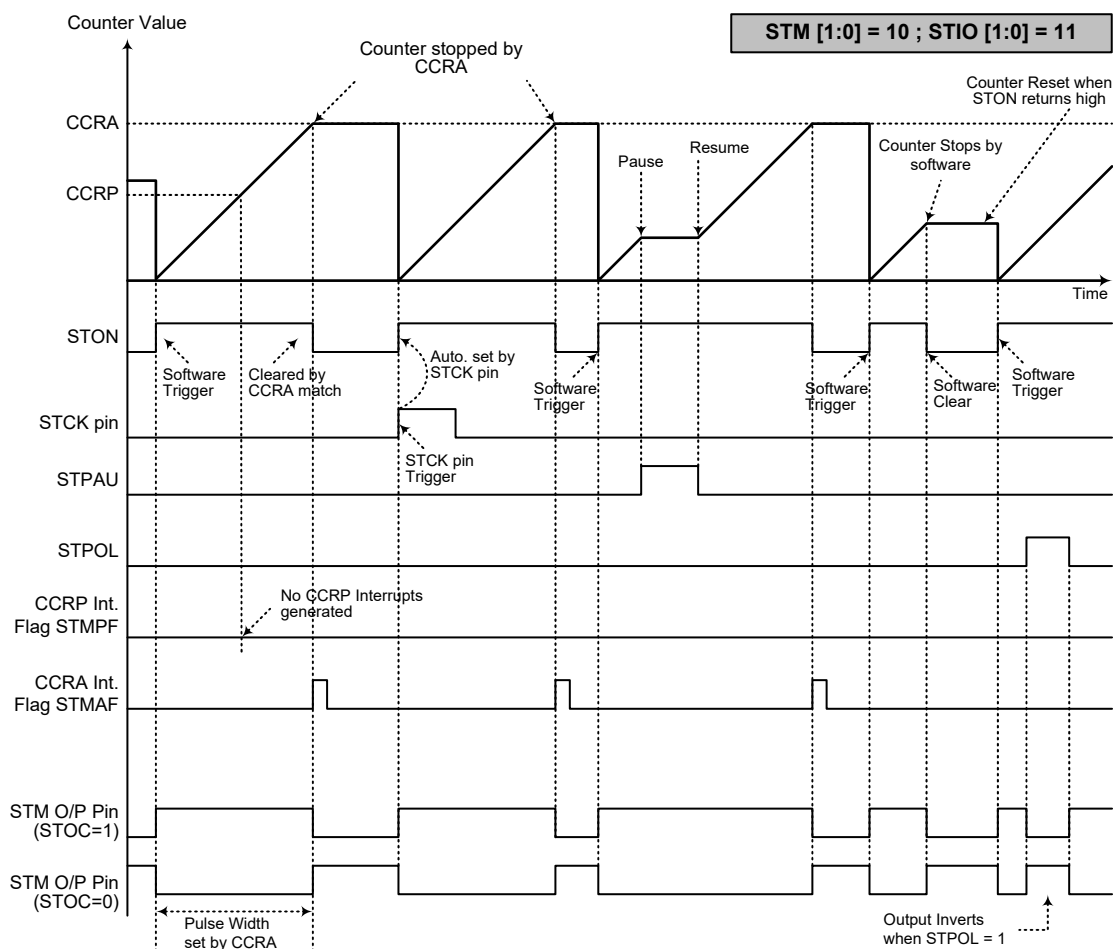 Counter Value
STM [1:0] = 10 ; STIO [1:0] = 11
Counter stopped by
CCRA
Counter Reset when
STON returns high
CCRA
Pause
Resume
Counter Stops by
software
CCRP
Time
STON
Software
Trigger
Cleared by
CCRA match
Auto. set by
STCK pin
Software
Trigger
Software
Trigger
Software
Clear
Software
Trigger
STCK pin
STCK pin
Trigger
STPAU
STPOL
CCRP Int.
Flag STMPF
No CCRP Interrupts
generated
CCRA Int.
Flag STMAF
STM O/P Pin
(STOC=1)
STM O/P Pin
(STOC=0)
Pulse Width
set by CCRA
Output Inverts
when STPOL = 1